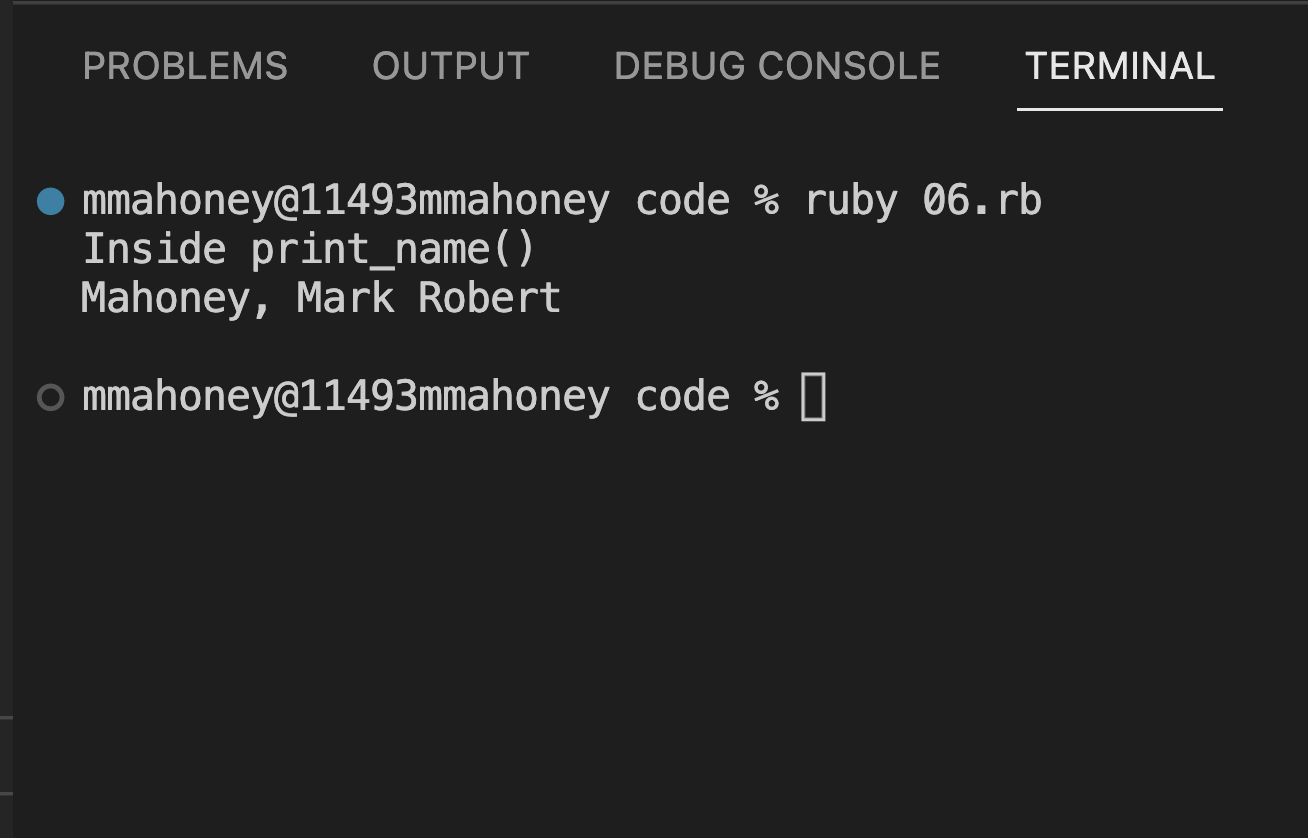 PROBLEMS OUTPUT DEBUG CONSOLE TERMINAL
mmahoney@11493mmahoney code % ruby 06.rb
Inside print_name()
Mahoney, Mark Robert
mmahoney@11493mmahoney code %